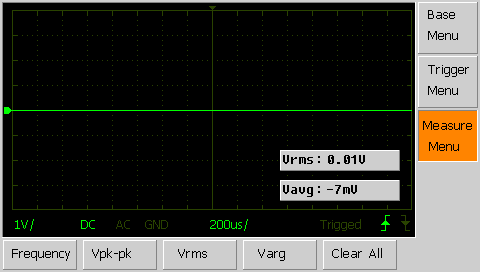 Base
Menu
Trigger
Menu
Measure
Menu
Vrms: 0.01V
Vavg: -7mV
1V/ DC AC GND 200us/ Trigged
Frequency Vpk-pk Vrms Varg Clear All